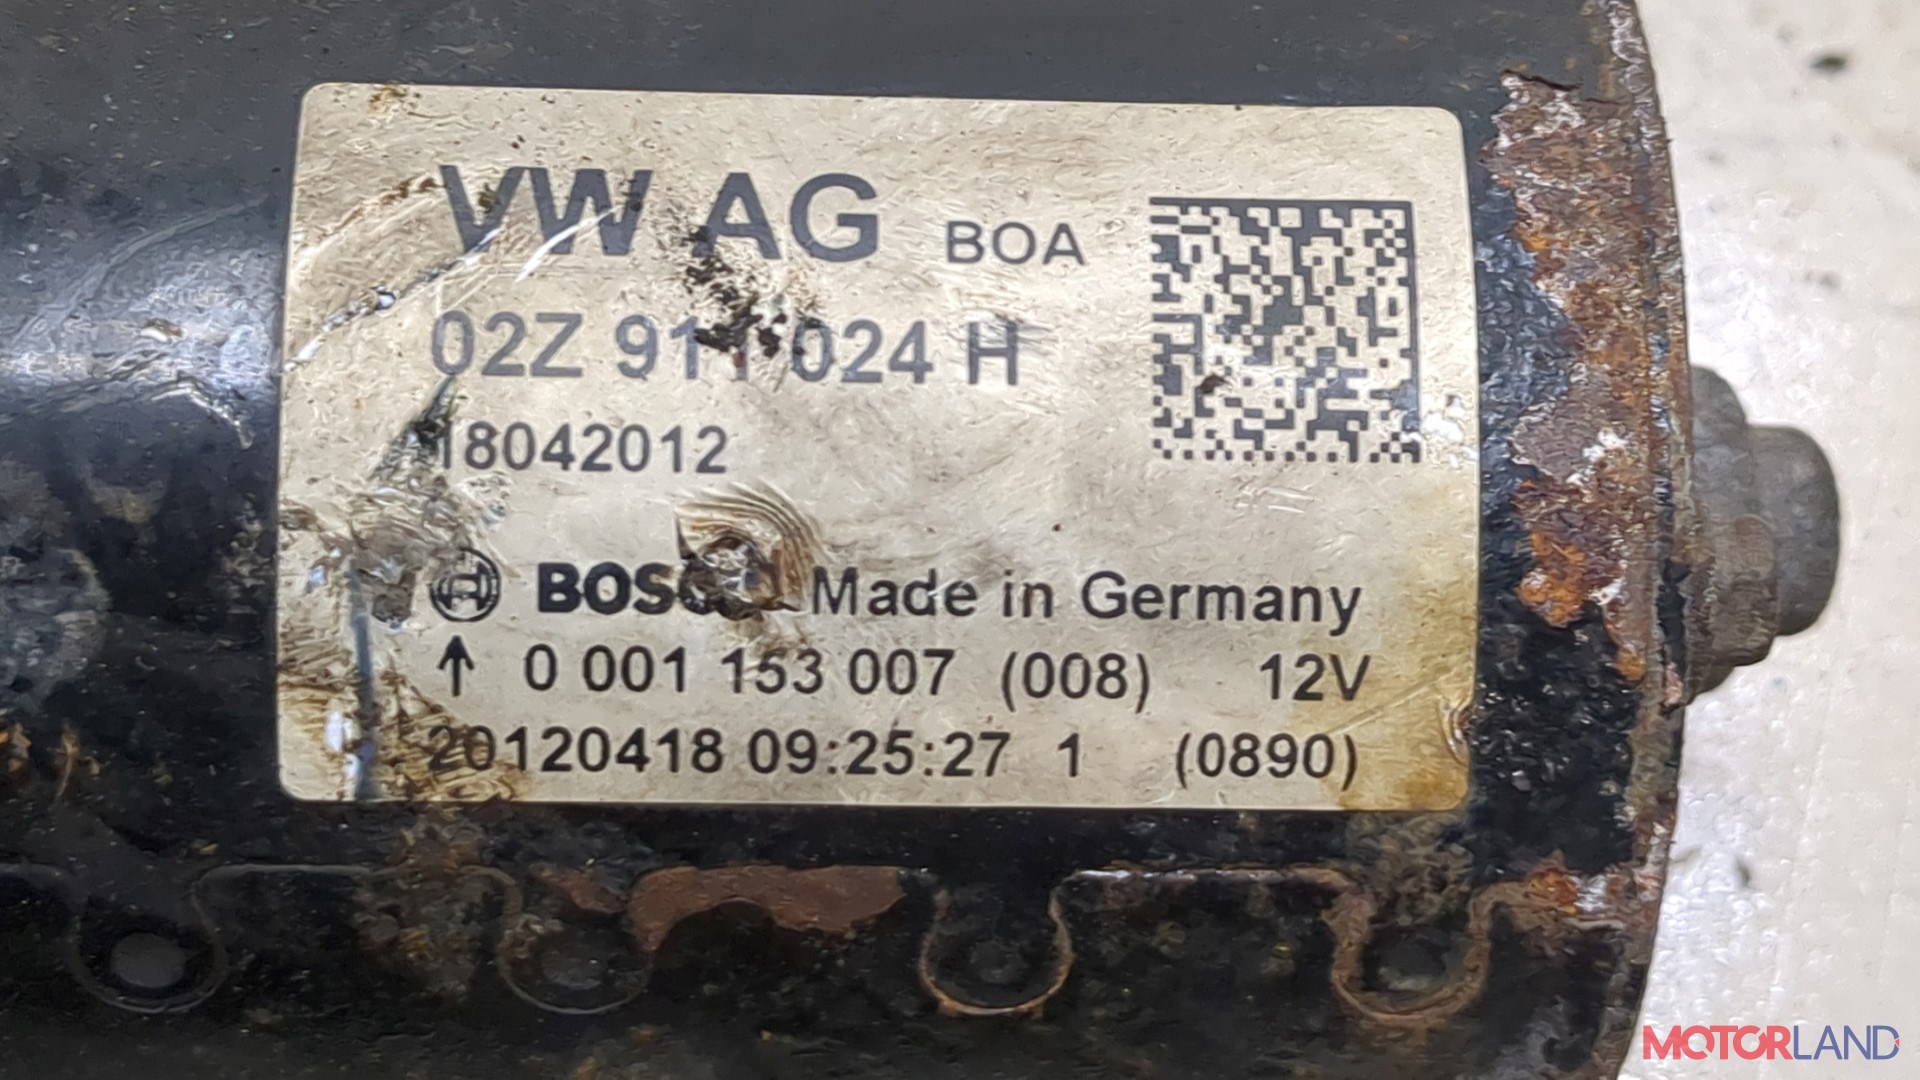 VW AG BOA
02Z 911 024 H
18042012
BOSCH Made in Germany
↑ 0 001 153 007 (008) 12V
20120418 09:25:27 1 (0890)
MOTORLAND